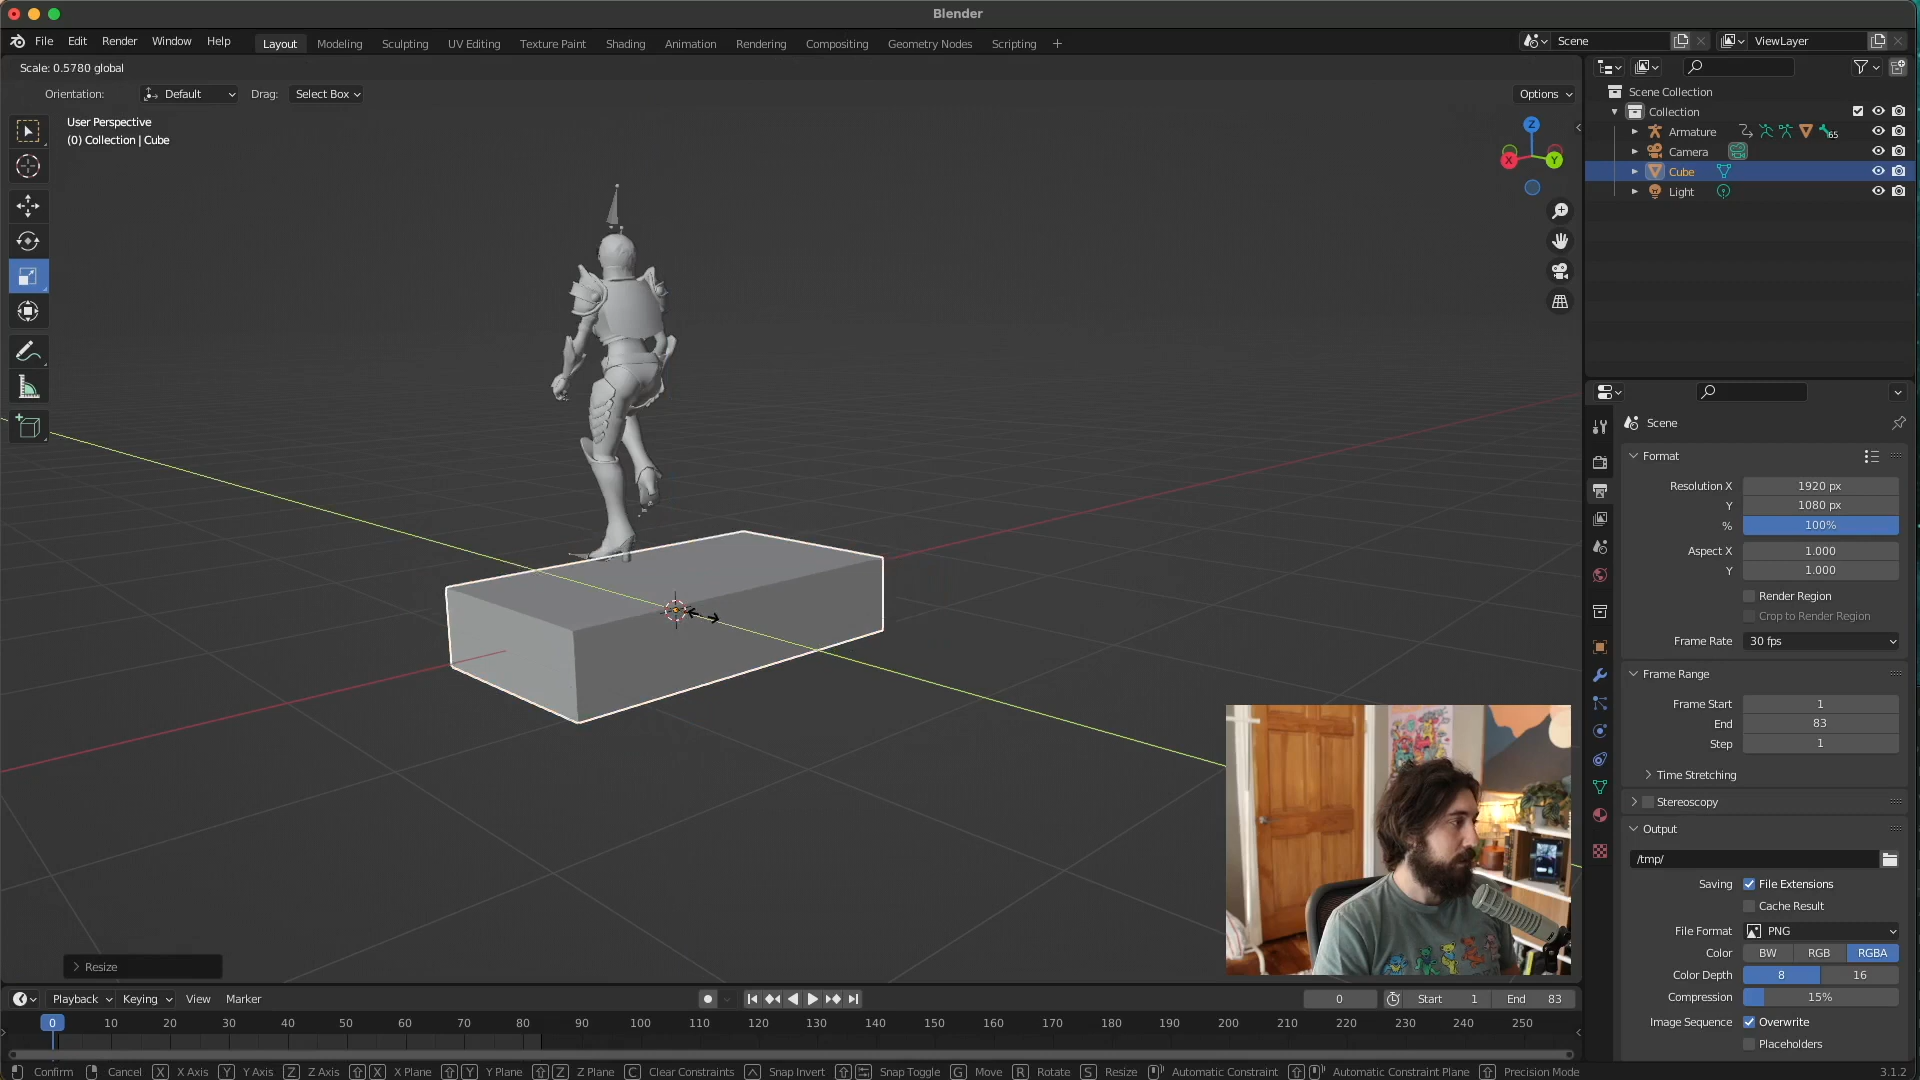 Blender
File Edit Render Window Help
Layout Modeling Sculpting UV Editing Texture Paint Shading Animation Rendering Compositing Geometry Nodes Scripting +
Scene
ViewLayer
Scale: 0.5780 global
Orientation: Default Drag: Select Box
Options
User Perspective
(0) Collection | Cube
Z
X
Y
Scene Collection
Collection
Armature
65
Camera
Cube
Light
Scene
Format
Resolution X 1920 px
Y 1080 px
% 100%
Aspect X 1.000
Y 1.000
Render Region
Crop to Render Region
Frame Rate 30 fps
Frame Range
Frame Start 1
End 83
Step 1
Time Stretching
Stereoscopy
Output
/tmp/
Saving File Extensions
Cache Result
File Format PNG
Color BW RGB RGBA
Color Depth 8 16
Compression 15%
Image Sequence Overwrite
Placeholders
Resize
Playback Keying View Marker
0 Start 1 End 83
0 10 20 30 40 50 60 70 80 90 100 110 120 130 140 150 160 170 180 190 200 210 220 230 240 250
Confirm Cancel X X Axis Y Y Axis Z Z Axis X X Plane Y Y Plane Z Z Plane C Clear Constraints Snap Invert Snap Toggle G Move R Rotate S Resize Automatic Constraint Automatic Constraint Plane Precision Mode 3.1.2